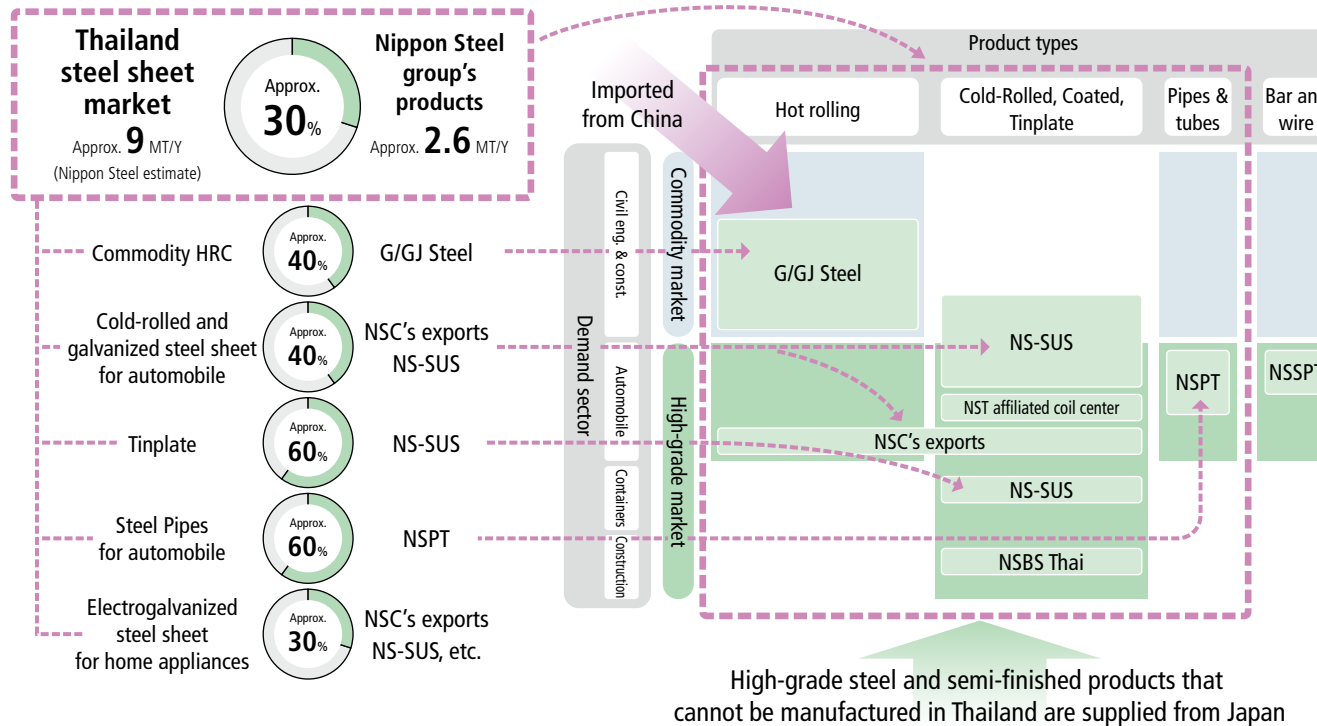 Thailand
steel sheet
market
Approx. 9 MT/Y
(Nippon Steel estimate)
Approx.
30%
Nippon Steel
group's
products
Approx. 2.6 MT/Y
Commodity HRC
Approx.
40%
G/GJ Steel
Cold-rolled and
galvanized steel sheet
for automobile
Approx.
40%
NSC's exports
NS-SUS
Tinplate
Approx.
60%
NS-SUS
Steel Pipes
for automobile
Approx.
60%
NSPT
Electrogalvanized
steel sheet
for home appliances
Approx.
30%
NSC's exports
NS-SUS, etc.
Imported
from China
Product types
Hot rolling
Cold-Rolled, Coated,
Tinplate
Pipes &
tubes
Bar an
wire
Demand sector
Civil eng. & const.
Automobile
Containers
Construction
Commodity market
High-grade market
G/GJ Steel
NS-SUS
NST affiliated coil center
NSC's exports
NS-SUS
NSBS Thai
NSPT
NSSPT
High-grade steel and semi-finished products that
cannot be manufactured in Thailand are supplied from Japan